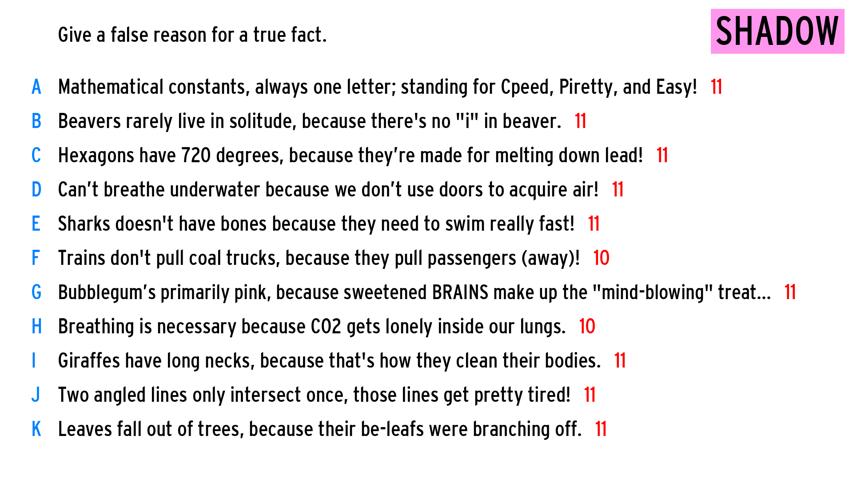 Give a false reason for a true fact.
SHADOW
A Mathematical constants, always one letter; standing for Cpeed, Piretty, and Easy! 11
B Beavers rarely live in solitude, because there's no "i" in beaver. 11
C Hexagons have 720 degrees, because they’re made for melting down lead! 11
D Can’t breathe underwater because we don’t use doors to acquire air! 11
E Sharks doesn't have bones because they need to swim really fast! 11
F Trains don't pull coal trucks, because they pull passengers (away)! 10
G Bubblegum’s primarily pink, because sweetened BRAINS make up the "mind-blowing" treat... 11
H Breathing is necessary because CO2 gets lonely inside our lungs. 10
I Giraffes have long necks, because that's how they clean their bodies. 11
J Two angled lines only intersect once, those lines get pretty tired! 11
K Leaves fall out of trees, because their be-leafs were branching off. 11